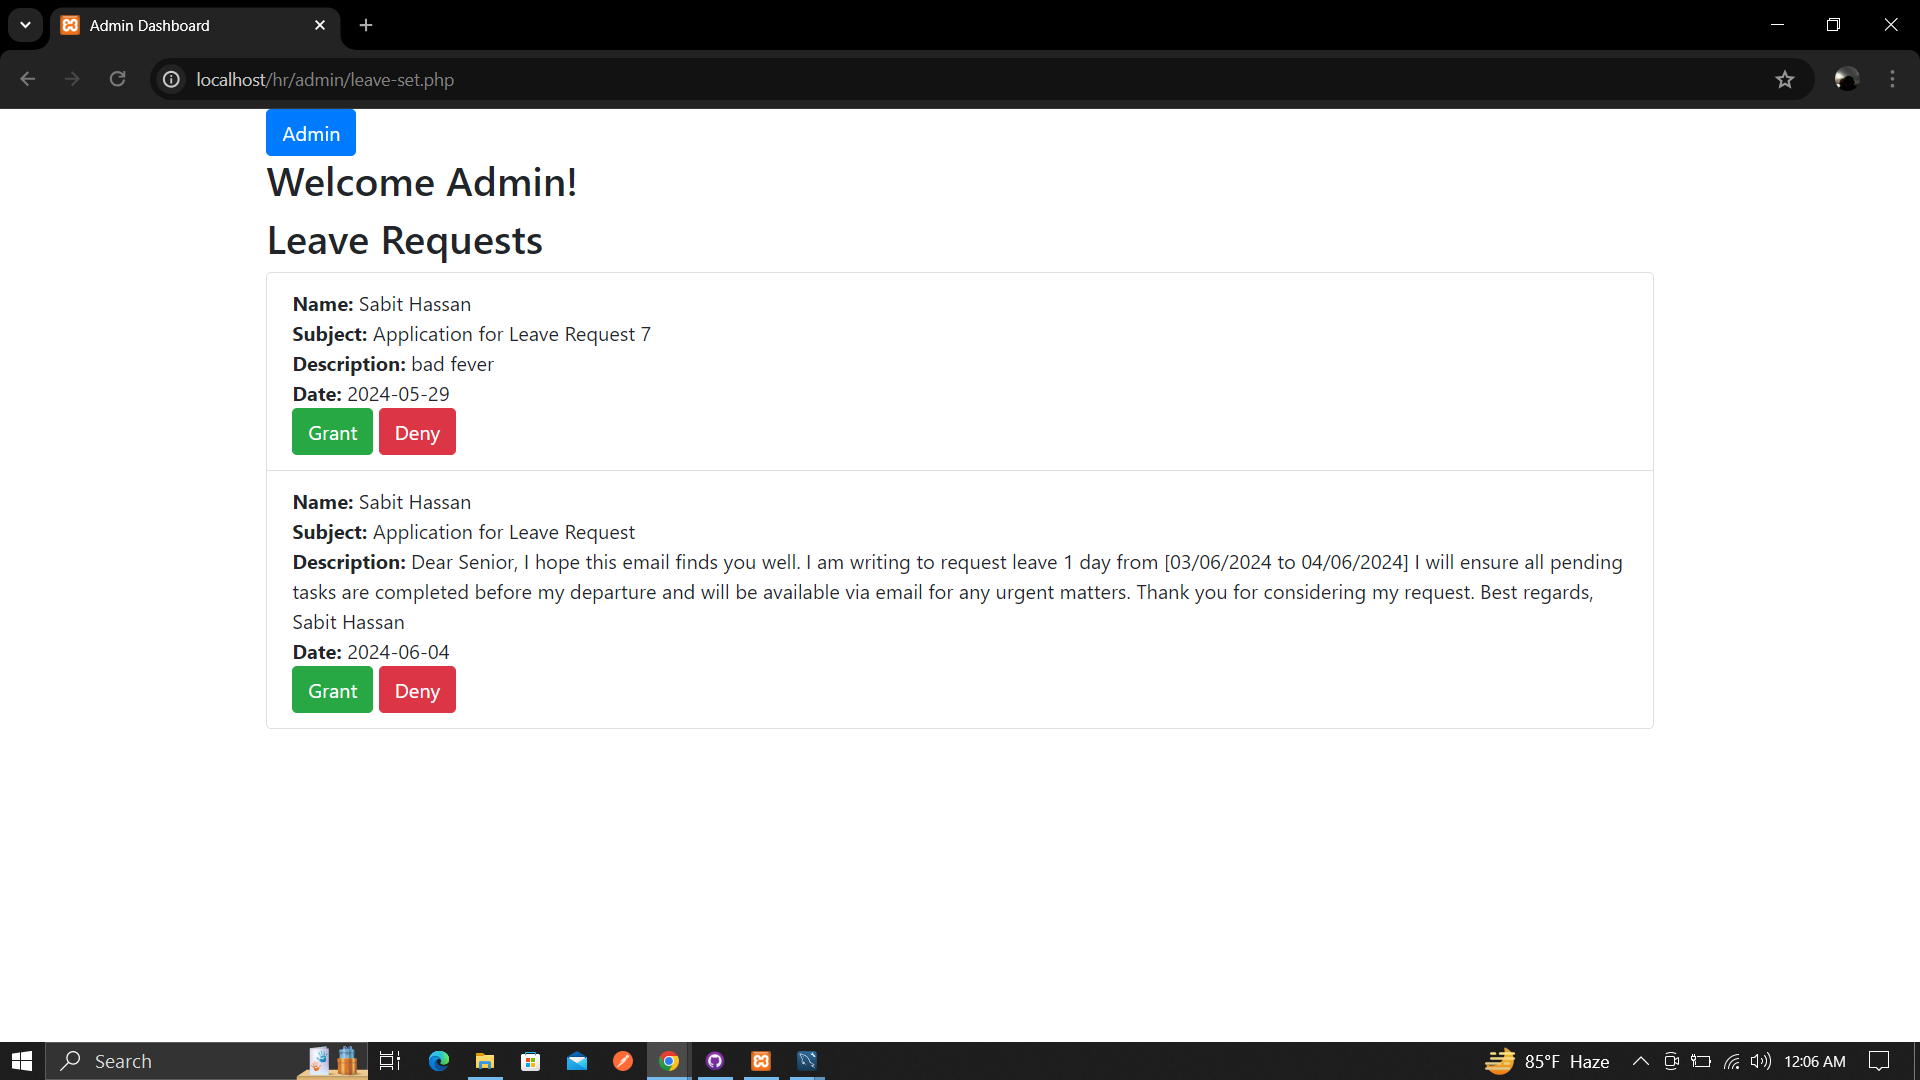 Admin Dashboard
localhost/hr/admin/leave-set.php
Admin
Welcome Admin!
Leave Requests
Name: Sabit Hassan
Subject: Application for Leave Request 7
Description: bad fever
Date: 2024-05-29
Grant Deny
Name: Sabit Hassan
Subject: Application for Leave Request
Description: Dear Senior, I hope this email finds you well. I am writing to request leave 1 day from [03/06/2024 to 04/06/2024] I will ensure all pending
tasks are completed before my departure and will be available via email for any urgent matters. Thank you for considering my request. Best regards,
Sabit Hassan
Date: 2024-06-04
Grant Deny
Search
85°F Haze
12:06 AM